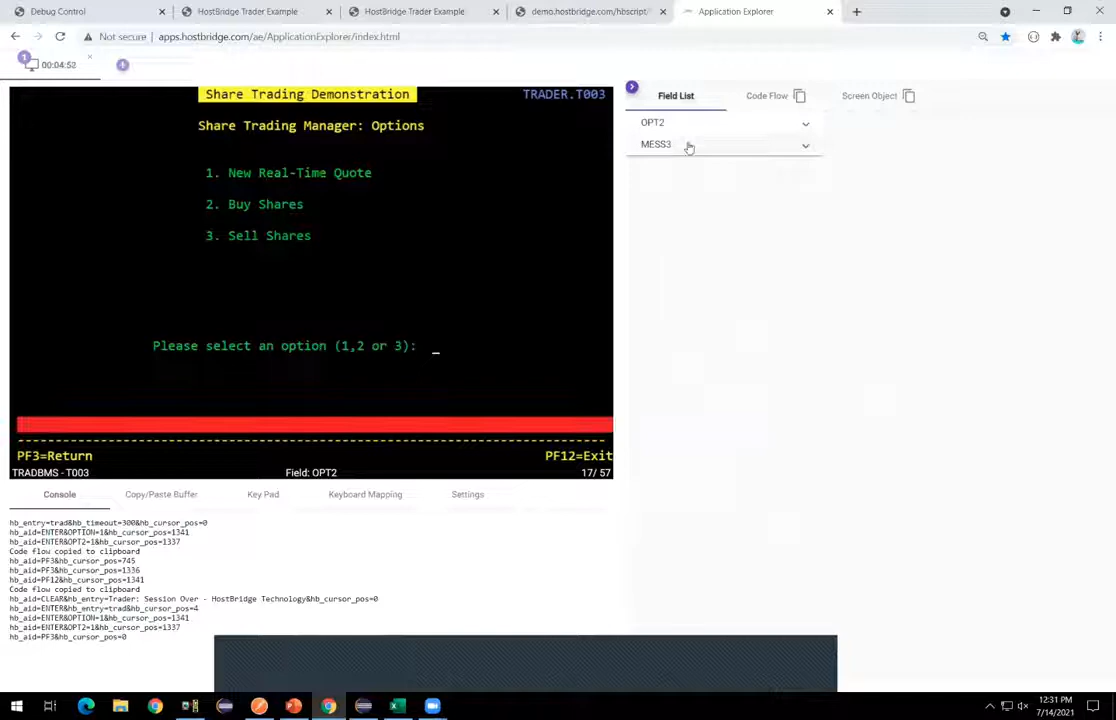 Debug Control
HostBridge Trader Example
HostBridge Trader Example
demo.hostbridge.com/hbscript/
Application Explorer
Not secure
apps.hostbridge.com/ae/ApplicationExplorer/index.html
1
00:04:53
Share Trading Demonstration
TRADER.T003
Share Trading Manager: Options
1. New Real-Time Quote
2. Buy Shares
3. Sell Shares
Please select an option (1,2 or 3): _
PF3=Return
PF12=Exit
TRADBMS - T003
Field: OPT2
17/ 57
Field List
Code Flow
Screen Object
OPT2
MESS3
Console
Copy/Paste Buffer
Key Pad
Keyboard Mapping
Settings
hb_entry=trad&hb_timeout=300&hb_cursor_pos=0
hb_aid=ENTER&OPTION=1&hb_cursor_pos=1341
hb_aid=ENTER&OPT2=1&hb_cursor_pos=1337
Code flow copied to clipboard
hb_aid=PF3&hb_cursor_pos=745
hb_aid=PF3&hb_cursor_pos=1336
hb_aid=PF12&hb_cursor_pos=1341
Code flow copied to clipboard
hb_aid=CLEAR&hb_entry=Trader: Session Over - HostBridge Technology&hb_cursor_pos=0
hb_aid=ENTER&hb_entry=trad&hb_cursor_pos=4
hb_aid=ENTER&OPTION=1&hb_cursor_pos=1341
hb_aid=ENTER&OPT2=1&hb_cursor_pos=1337
hb_aid=PF3&hb_cursor_pos=0
12:31 PM
7/14/2021